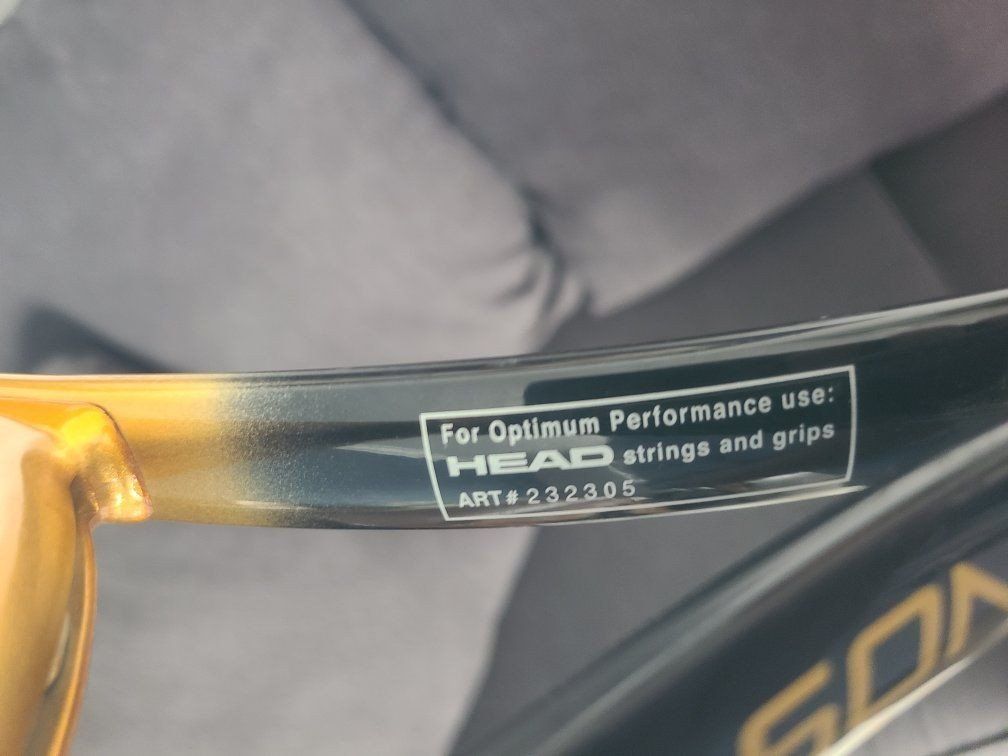 For Optimum Performance use:
HEAD strings and grips
ART# 232305